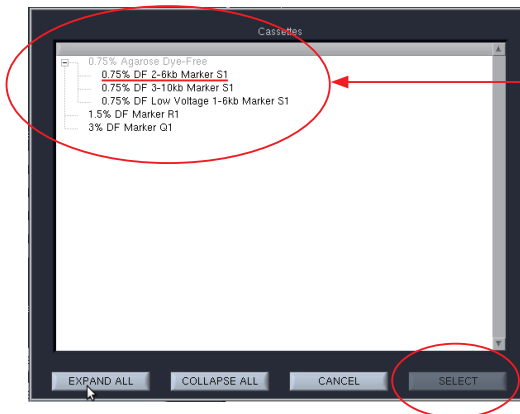 Cassettes
0.75% Agarose Dye-Free
0.75% DF 2-6kb Marker S1
0.75% DF 3-10kb Marker S1
0.75% DF Low Voltage 1-6kb Marker S1
1.5% DF Marker R1
3% DF Marker Q1
EXPAND ALL
COLLAPSE ALL
CANCEL
SELECT